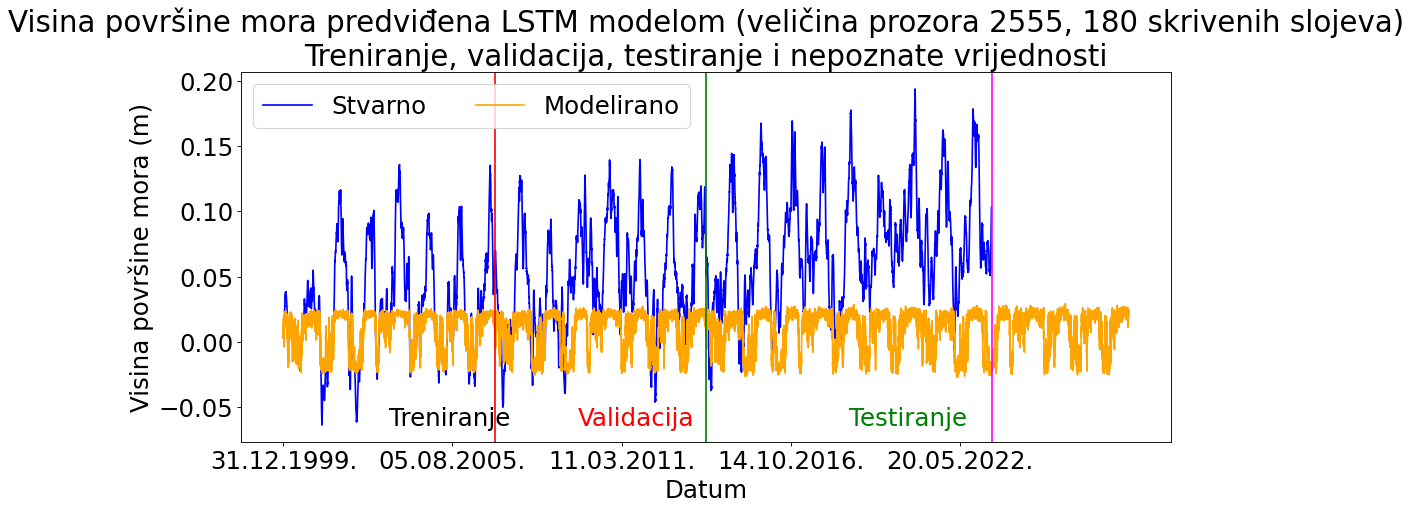 Visina površine mora predviđena LSTM modelom (veličina prozora 2555, 180 skrivenih slojeva)
Treniranje, validacija, testiranje i nepoznate vrijednosti
Stvarno Modelirano
0.20
0.15
0.10
0.05
0.00
−0.05
Visina površine mora (m)
Treniranje Validacija Testiranje
31.12.1999. 05.08.2005. 11.03.2011. 14.10.2016. 20.05.2022.
Datum